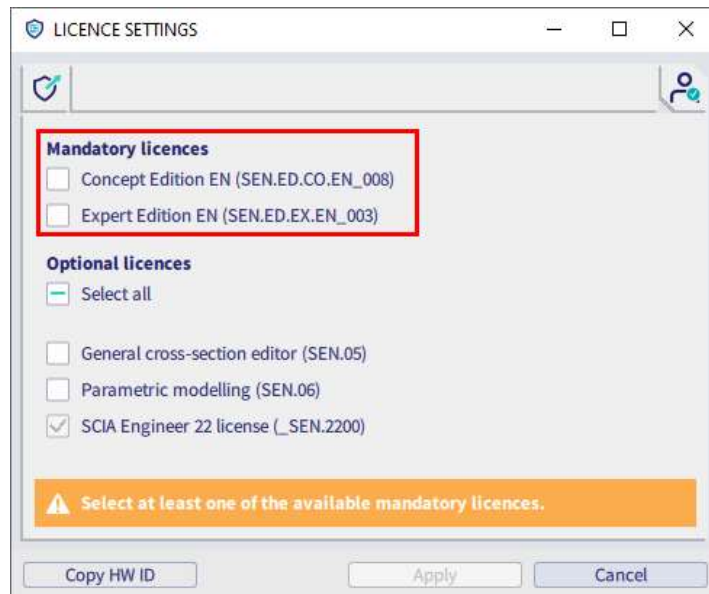 LICENCE SETTINGS
Mandatory licences
Concept Edition EN (SEN.ED.CO.EN_008)
Expert Edition EN (SEN.ED.EX.EN_003)
Optional licences
Select all
General cross-section editor (SEN.05)
Parametric modelling (SEN.06)
SCIA Engineer 22 license (_SEN.2200)
Select at least one of the available mandatory licences.
Copy HW ID Apply Cancel